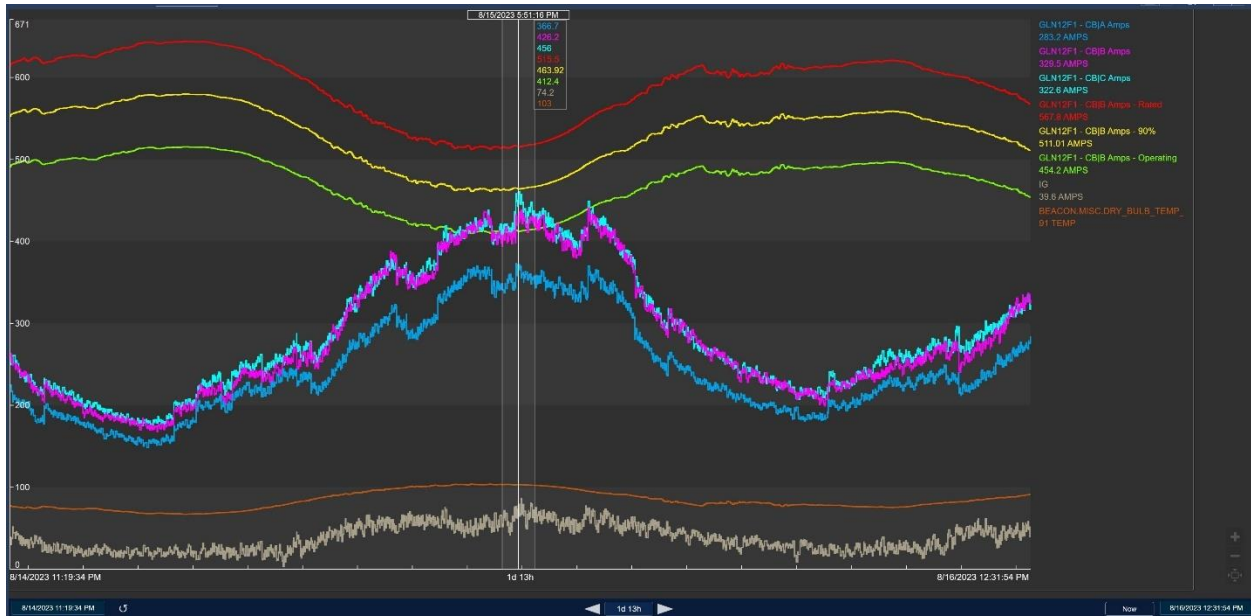 8/15/2023 5:51:16 PM
671
366.7
426.2
456
515.5
463.92
412.4
74.2
103
600
500
400
300
200
100
0
GLN12F1 - CB|A Amps
283.2 AMPS
GLN12F1 - CB|B Amps
329.5 AMPS
GLN12F1 - CB|C Amps
322.6 AMPS
GLN12F1 - CB|B Amps - Rated
567.8 AMPS
GLN12F1 - CB|B Amps - 90%
511.01 AMPS
GLN12F1 - CB|B Amps - Operating
454.2 AMPS
IG
39.6 AMPS
BEACON.MISC.DRY_BULB_TEMP_
91 TEMP
8/14/2023 11:19:34 PM
1d 13h
8/16/2023 12:31:54 PM
8/14/2023 11:19:34 PM
1d 13h
Now
8/16/2023 12:31:54 PM